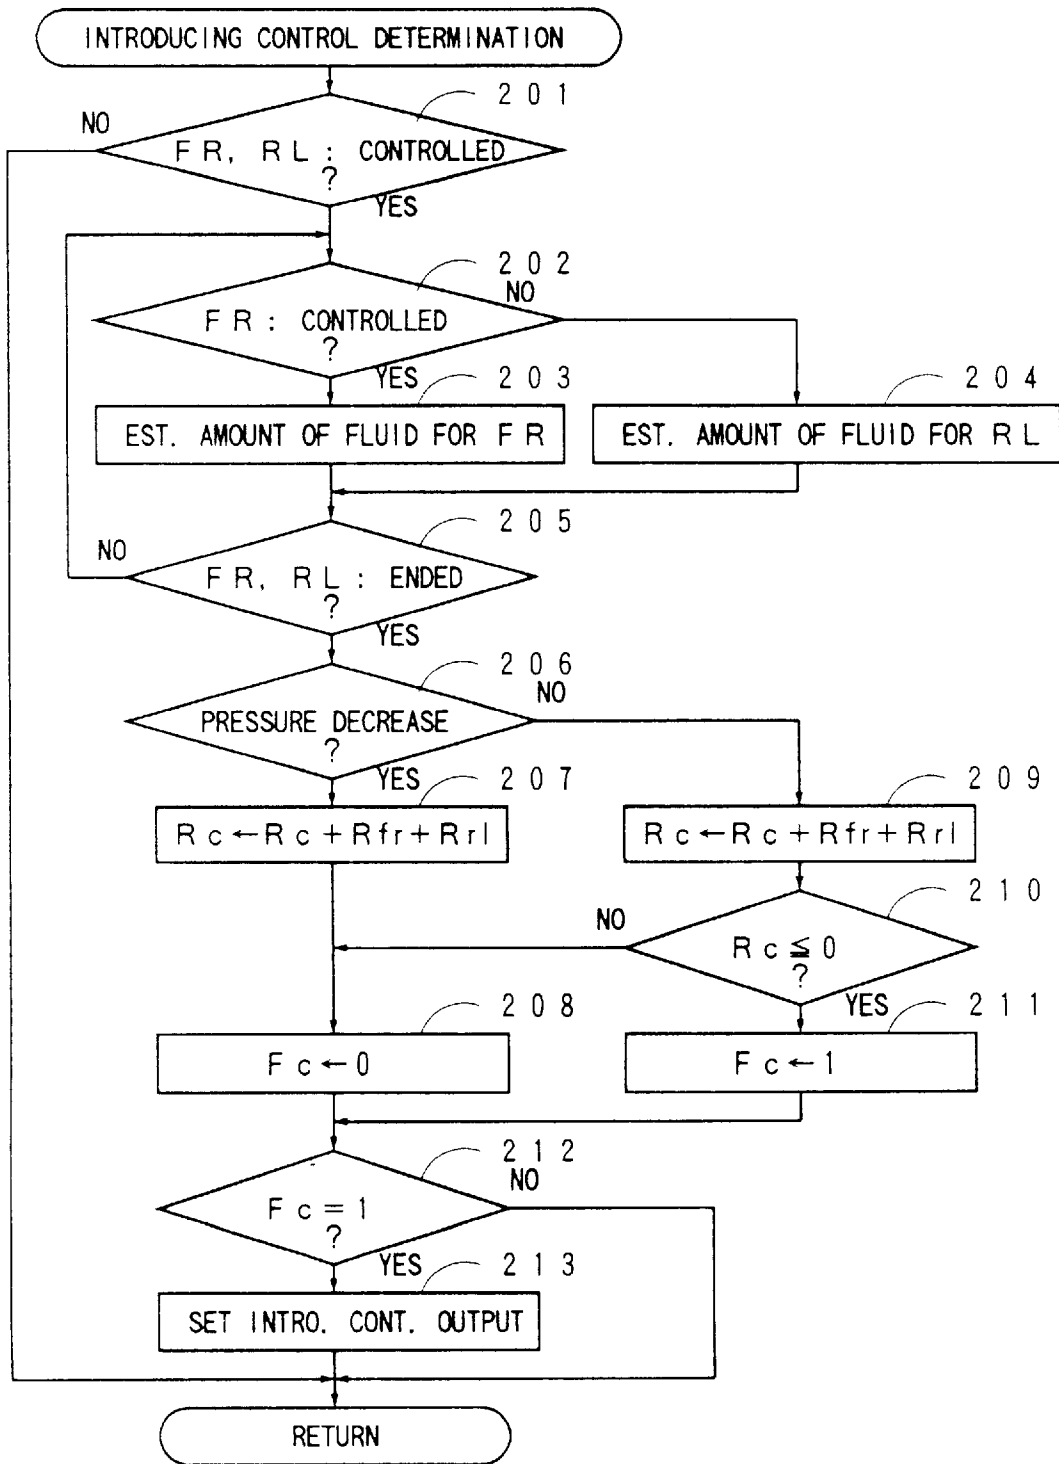 INTRODUCING CONTROL DETERMINATION
201
NO
FR, RL : CONTROLLED
?
YES
202
NO
FR : CONTROLLED
?
YES
203
204
EST. AMOUNT OF FLUID FOR FR
EST. AMOUNT OF FLUID FOR RL
205
NO
FR, RL : ENDED
?
YES
206
NO
PRESSURE DECREASE
?
YES
207
209
Rc←Rc+Rfr+Rrl
Rc←Rc+Rfr+Rrl
210
NO
Rc≦0
?
YES
208
211
Fc←0
Fc←1
212
NO
Fc=1
?
YES
213
SET INTRO. CONT. OUTPUT
RETURN